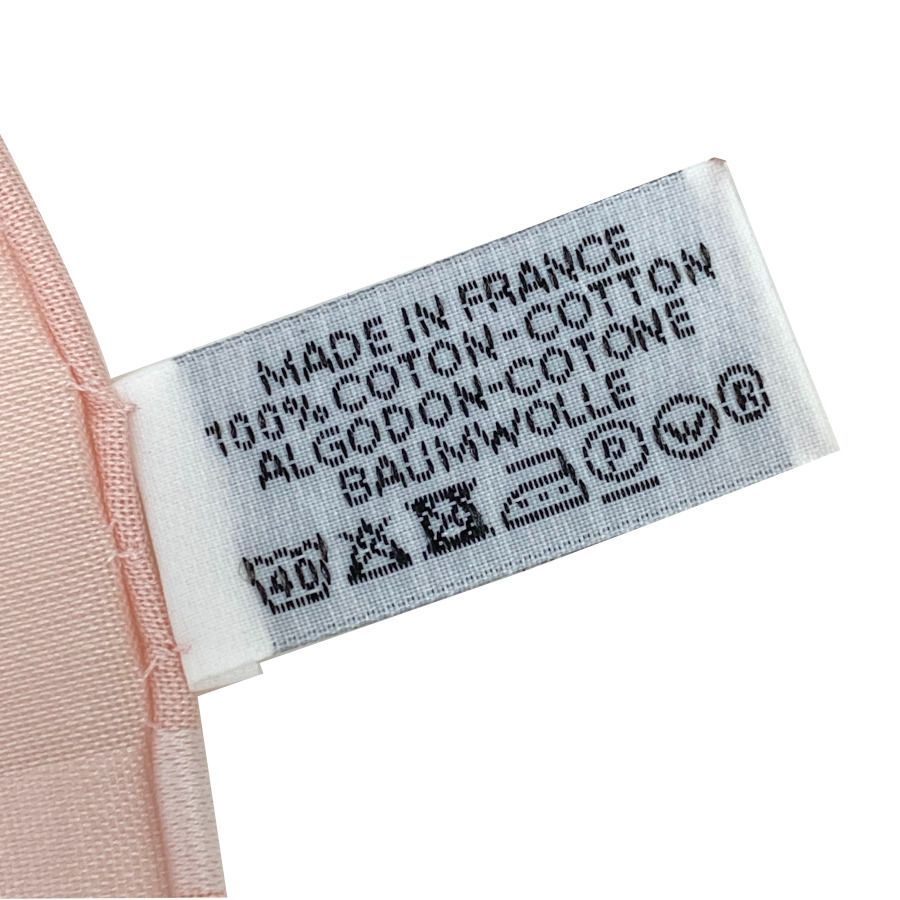 MADE IN FRANCE
100% COTON-COTTON
ALGODON-COTONE
BAUMWOLLE
40 P W ®